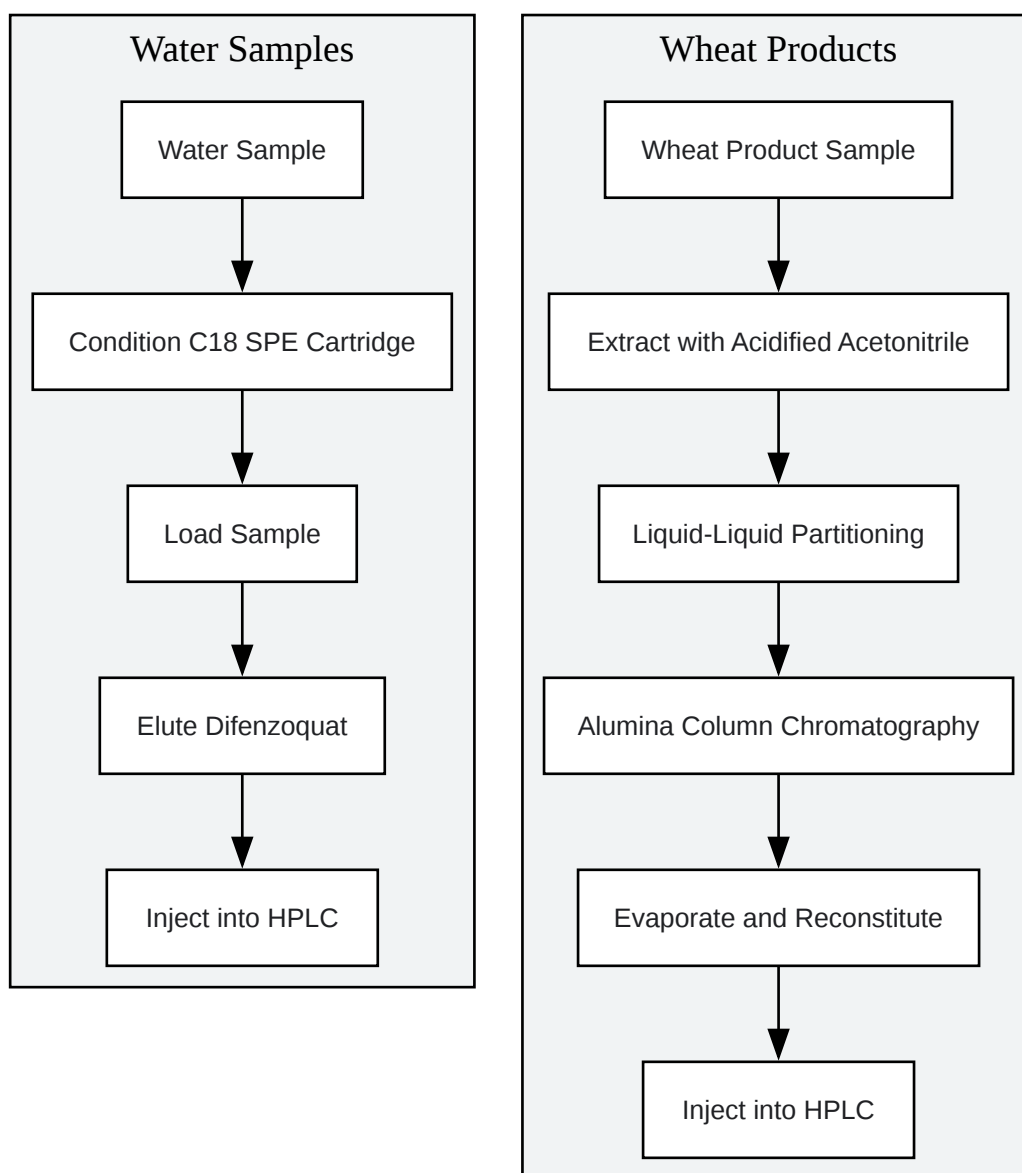 Water Samples
Water Sample
Condition C18 SPE Cartridge
Load Sample
Elute Difenzoquat
Inject into HPLC
Wheat Products
Wheat Product Sample
Extract with Acidified Acetonitrile
Liquid-Liquid Partitioning
Alumina Column Chromatography
Evaporate and Reconstitute
Inject into HPLC